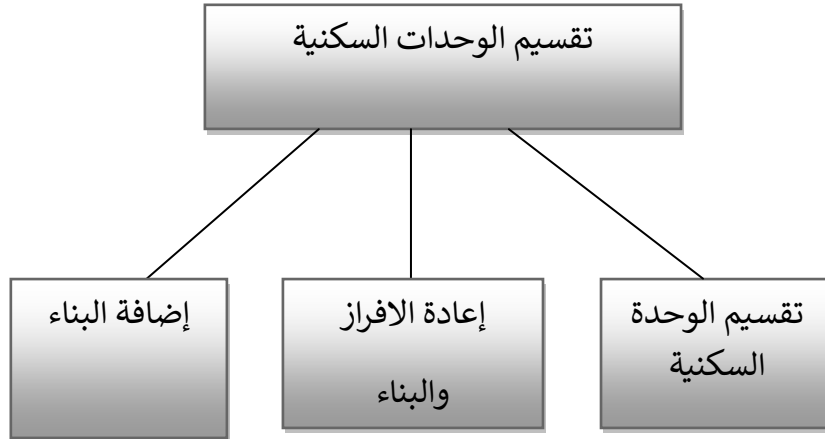 تقسيم الوحدات السكنية
تقسيم الوحدة
السكنية
إعادة الافراز
والبناء
إضافة البناء